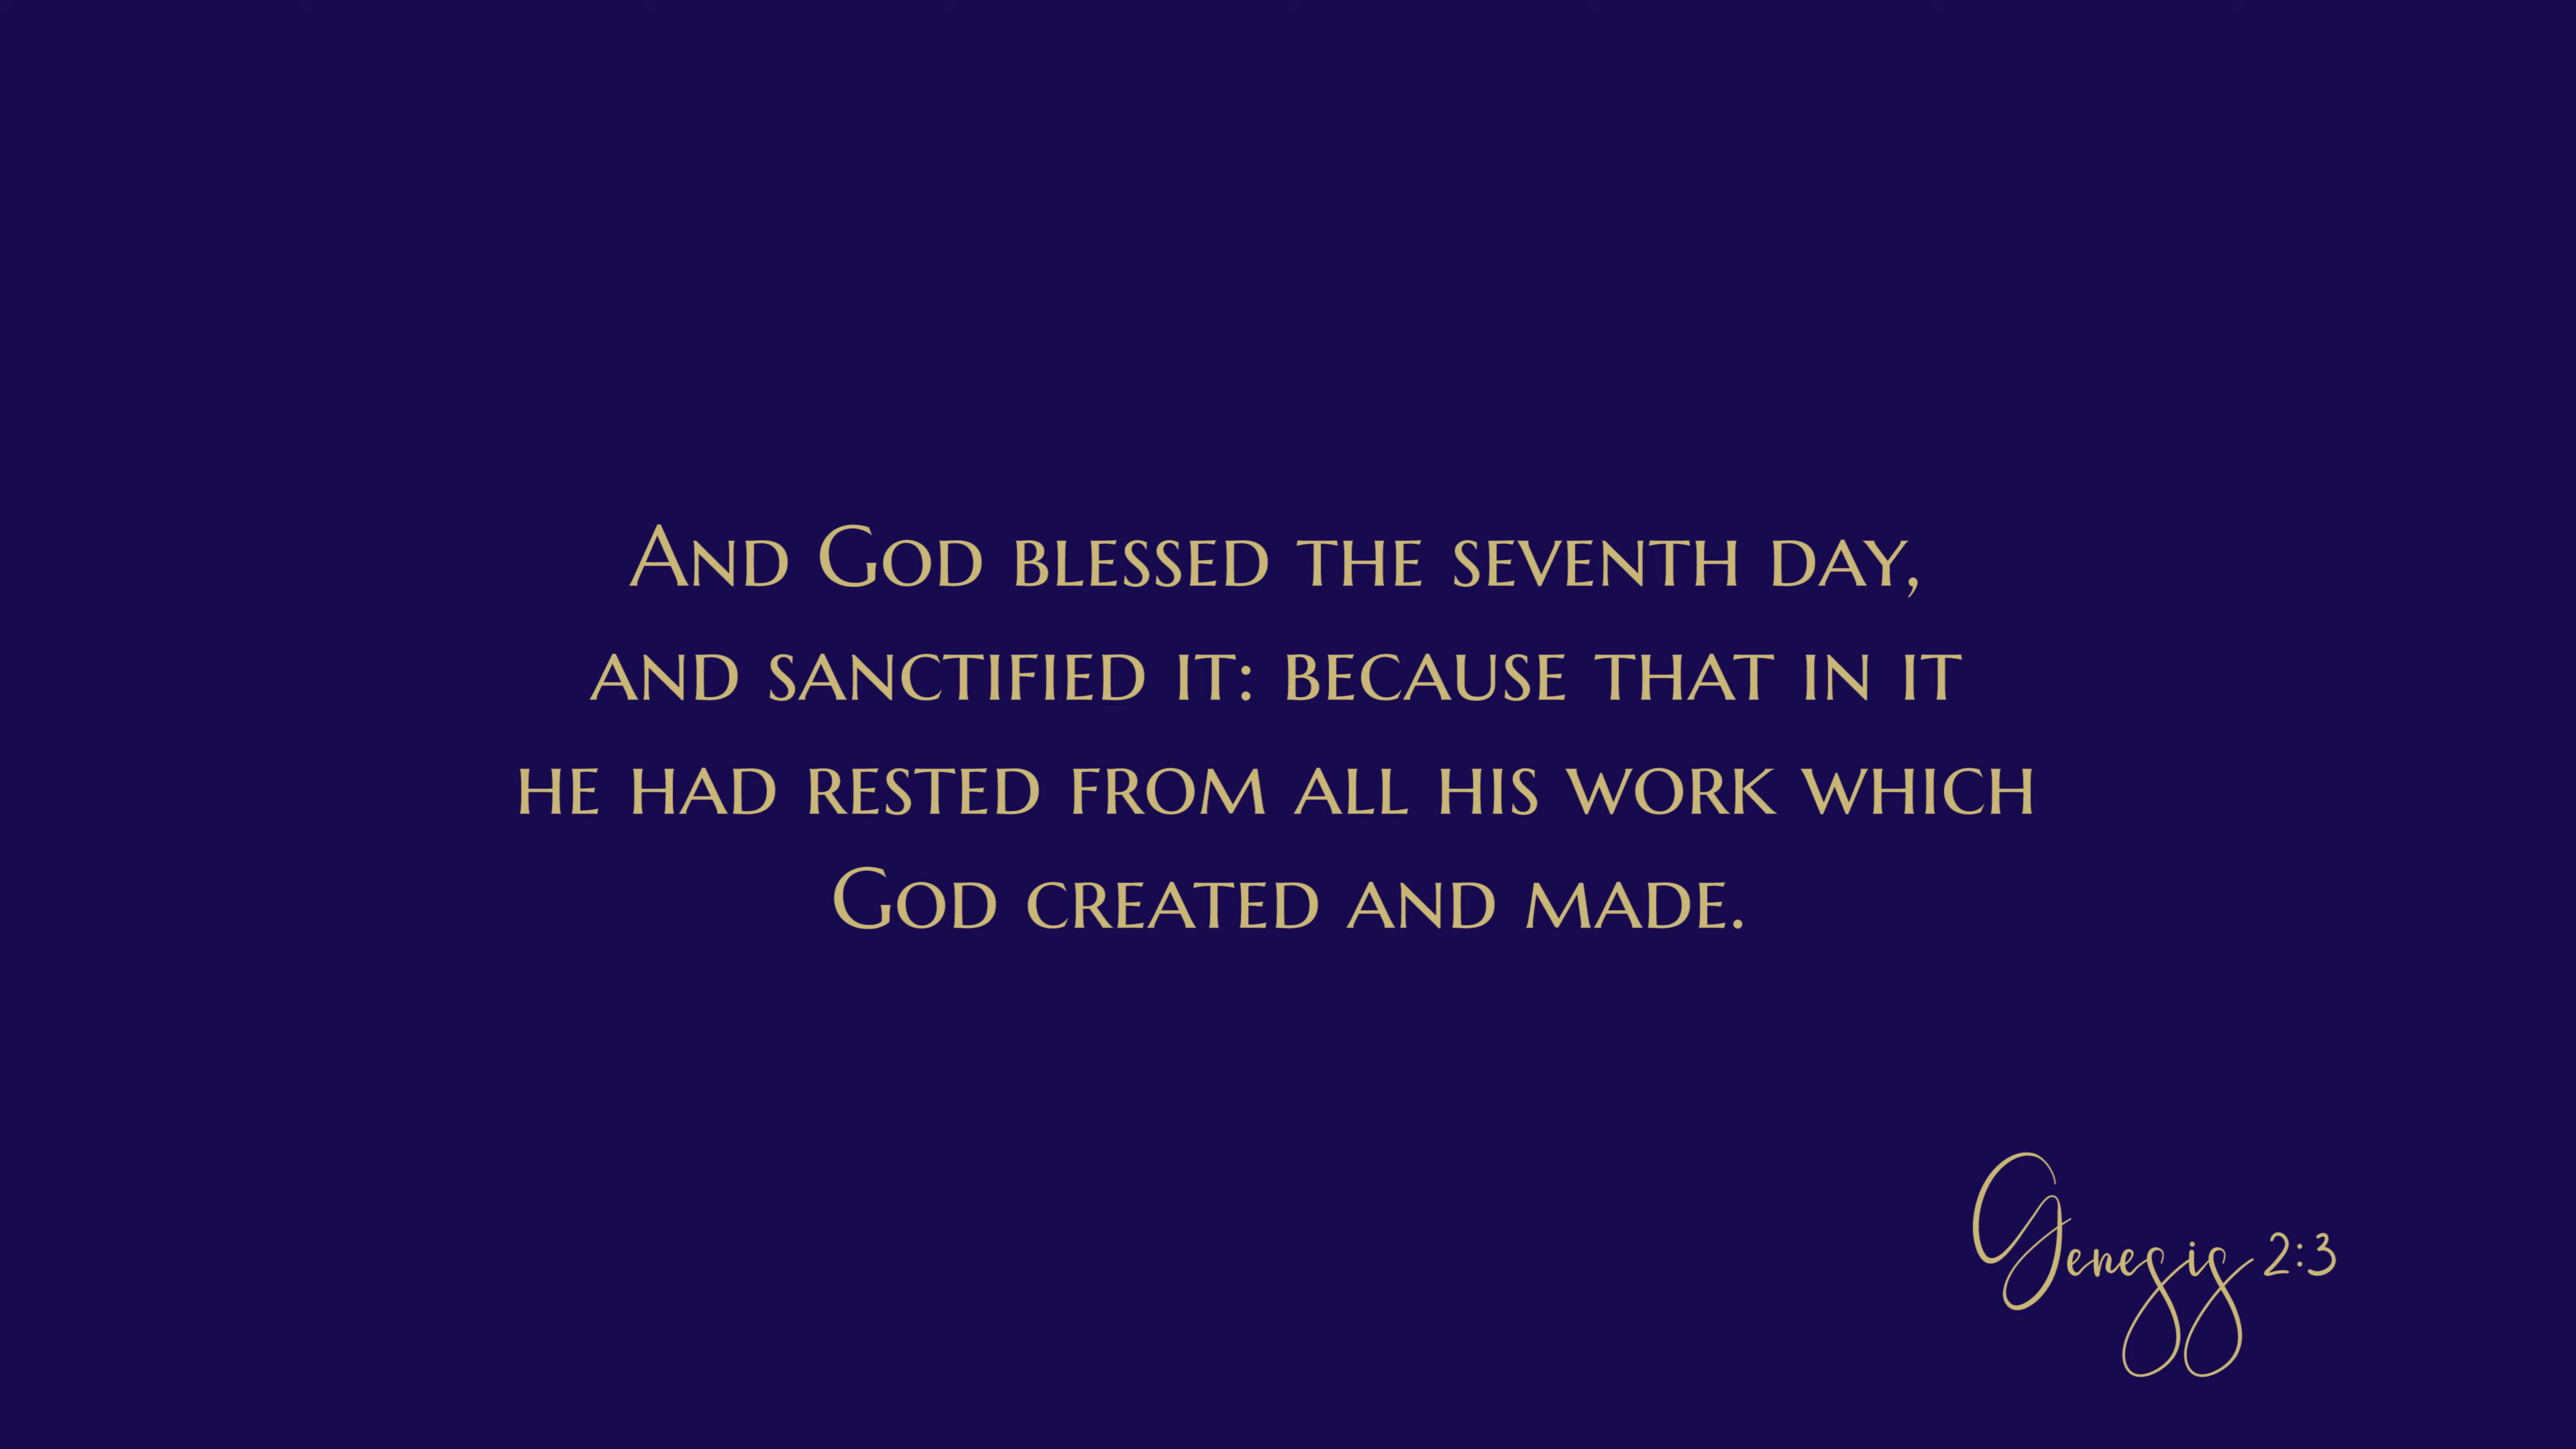 And God blessed the seventh day,
and sanctified it: because that in it
he had rested from all his work which
God created and made.
Genesis 2:3